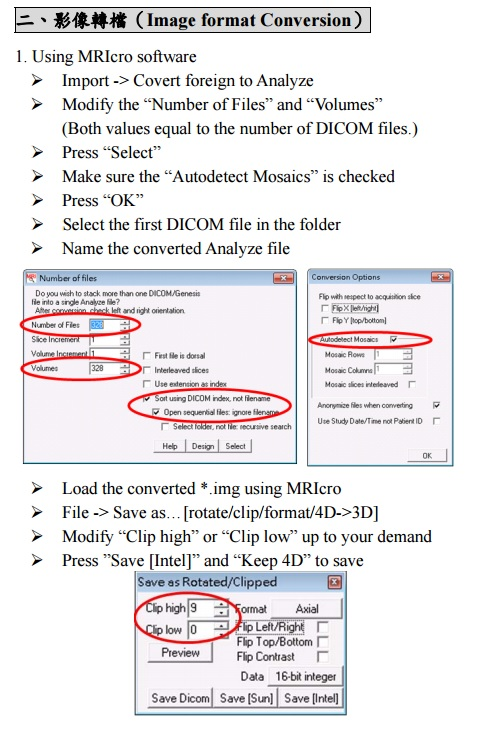 二、影像轉檔（Image format Conversion）
1. Using MRIcro software
➢ Import -> Covert foreign to Analyze
➢ Modify the “Number of Files” and “Volumes”
(Both values equal to the number of DICOM files.)
➢ Press “Select”
➢ Make sure the “Autodetect Mosaics” is checked
➢ Press “OK”
➢ Select the first DICOM file in the folder
➢ Name the converted Analyze file
Number of files
Do you wish to stack more than one DICOM/Genesis
file into a single Analyze file?
After conversion, check left and right orientation.
Number of Files 328
Slice Increment 1
Volume Increment 1
Volumes 328
First file is dorsal
Interleaved slices
Use extension as index
Sort using DICOM index, not filename
Open sequential files: ignore filename
Select folder, not file: recursive search
Help Design Select
Conversion Options
Flip with respect to acquisition slice
Flip X [left/right]
Flip Y [top/bottom]
Autodetect Mosaics
Mosaic Rows 1
Mosaic Columns 1
Mosaic slices interleaved
Anonymize files when converting
Use Study Date/Time not Patient ID
OK
➢ Load the converted *.img using MRIcro
➢ File -> Save as…[rotate/clip/format/4D->3D]
➢ Modify “Clip high” or “Clip low” up to your demand
➢ Press ”Save [Intel]” and “Keep 4D” to save
Save as Rotated/Clipped
Clip high 9 Format Axial
Clip low 0 Flip Left/Right
Flip Top/Bottom
Preview Flip Contrast
Data 16-bit integer
Save Dicom Save [Sun] Save [Intel]